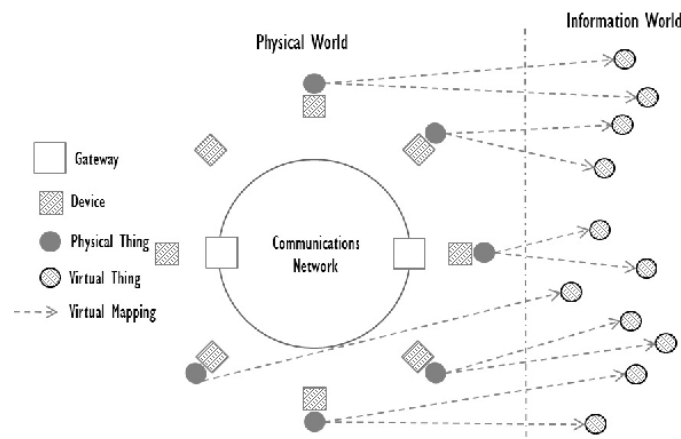 Information World
Physical World
Gateway
Device
Physical Thing
Virtual Thing
Virtual Mapping
Communications
Network